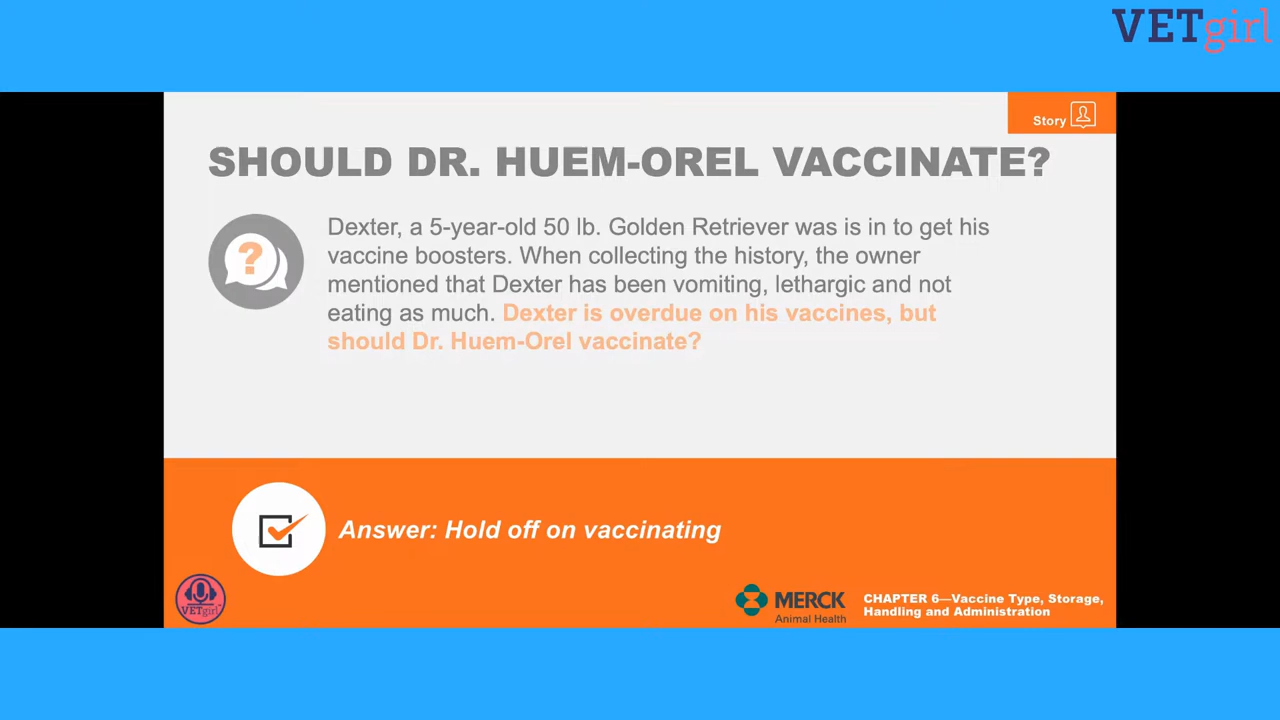 VETgirl
Story
SHOULD DR. HUEM-OREL VACCINATE?
?
Dexter, a 5-year-old 50 lb. Golden Retriever was is in to get his
vaccine boosters. When collecting the history, the owner
mentioned that Dexter has been vomiting, lethargic and not
eating as much. Dexter is overdue on his vaccines, but
should Dr. Huem-Orel vaccinate?
Answer: Hold off on vaccinating
VETgirl
MERCK
Animal Health
CHAPTER 6—Vaccine Type, Storage,
Handling and Administration